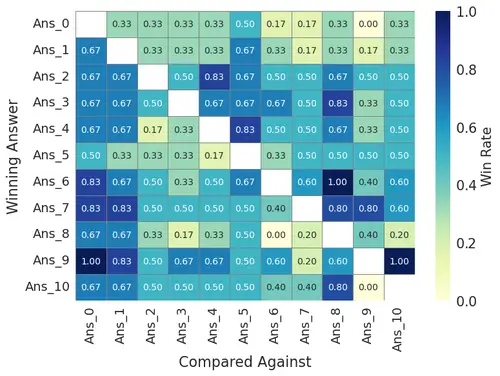 Winning Answer
Ans_0 0.33 0.33 0.33 0.33 0.50 0.17 0.17 0.33 0.00 0.33
Ans_1 0.67 0.33 0.33 0.33 0.67 0.33 0.17 0.33 0.17 0.33
Ans_2 0.67 0.67 0.50 0.83 0.67 0.50 0.50 0.67 0.50 0.50
Ans_3 0.67 0.67 0.50 0.67 0.67 0.67 0.50 0.83 0.33 0.50
Ans_4 0.67 0.67 0.17 0.33 0.83 0.50 0.50 0.67 0.33 0.50
Ans_5 0.50 0.33 0.33 0.33 0.17 0.33 0.50 0.50 0.50 0.50
Ans_6 0.83 0.67 0.50 0.33 0.50 0.67 0.60 1.00 0.40 0.60
Ans_7 0.83 0.83 0.50 0.50 0.50 0.50 0.40 0.80 0.80 0.60
Ans_8 0.67 0.67 0.33 0.17 0.33 0.50 0.00 0.20 0.40 0.20
Ans_9 1.00 0.83 0.50 0.67 0.67 0.50 0.60 0.20 0.60 1.00
Ans_10 0.67 0.67 0.50 0.50 0.50 0.50 0.40 0.40 0.80 0.00
Ans_0 Ans_1 Ans_2 Ans_3 Ans_4 Ans_5 Ans_6 Ans_7 Ans_8 Ans_9 Ans_10
Compared Against
1.0
0.8
0.6
0.4
0.2
0.0
Win Rate